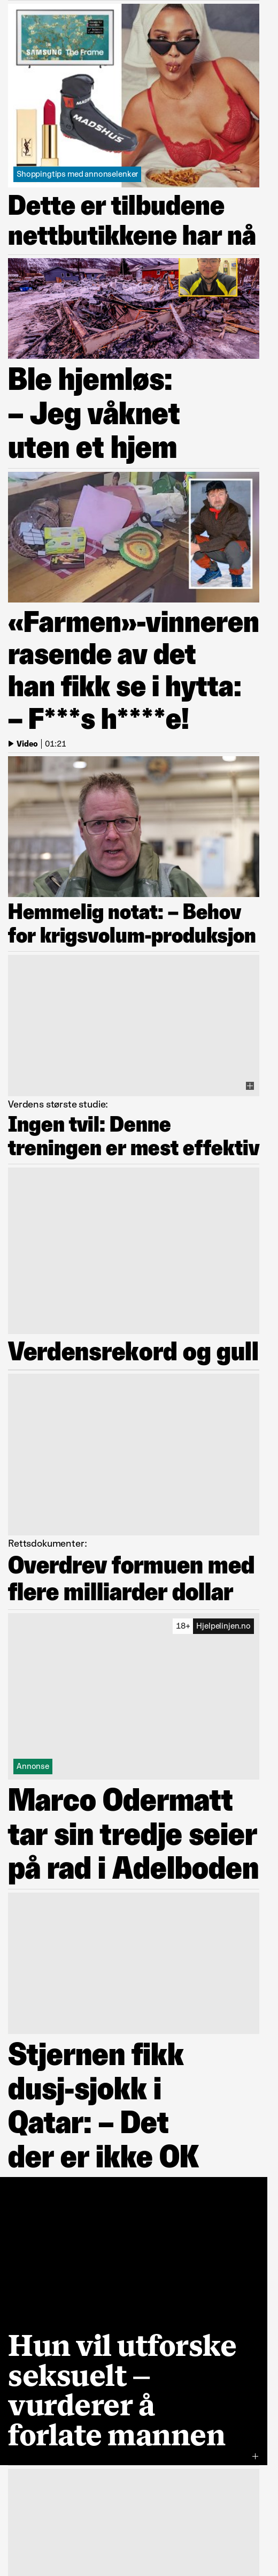 SAMSUNG The Frame
MADSHUS
Shoppingtips med annonselenker
Dette er tilbudene
nettbutikkene har nå
Ble hjemløs:
– Jeg våknet
uten et hjem
«Farmen»-vinneren
rasende av det
han fikk se i hytta:
– F***s h****e!
Video | 01:21
Hemmelig notat: – Behov
for krigsvolum-produksjon
Verdens største studie:
Ingen tvil: Denne
treningen er mest effektiv
Verdensrekord og gull
Rettsdokumenter:
Overdrev formuen med
flere milliarder dollar
18+ Hjelpelinjen.no
Annonse
Marco Odermatt
tar sin tredje seier
på rad i Adelboden
Stjernen fikk
dusj-sjokk i
Qatar: – Det
der er ikke OK
Hun vil utforske
seksuelt –
vurderer å
forlate mannen